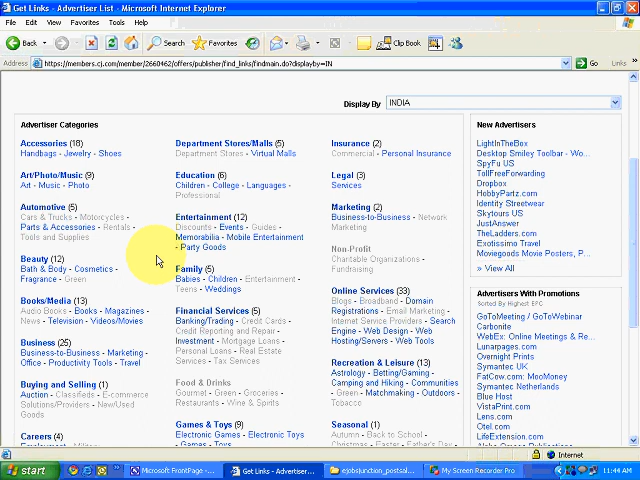 Get Links - Advertiser List - Microsoft Internet Explorer
File Edit View Favorites Tools Help
Back Search Favorites Clip Book
Address https://members.cj.com/member/2660462/offers/publisher/find_links/findmain.do?displayby=IN Go Links »
Display By INDIA
Advertiser Categories
Accessories (18)
Handbags - Jewelry - Shoes
Art/Photo/Music (9)
Art - Music - Photo
Automotive (5)
Cars & Trucks - Motorcycles -
Parts & Accessories - Rentals -
Tools and Supplies
Beauty (12)
Bath & Body - Cosmetics -
Fragrance - Green
Books/Media (13)
Audio Books - Books - Magazines
- News - Television - Videos/Movies
Business (25)
Business-to-Business - Marketing -
Office - Productivity Tools - Travel
Buying and Selling (1)
Auction - Classifieds - E-commerce
Solutions/Providers - New/Used
Goods
Careers (4)
Employment - Military
Department Stores/Malls (5)
Department Stores - Virtual Malls
Education (6)
Children - College - Languages -
Professional
Entertainment (12)
Discounts - Events - Guides -
Memorabilia - Mobile Entertainment
- Party Goods
Family (5)
Babies - Children - Entertainment -
Teens - Weddings
Financial Services (5)
Banking/Trading - Credit Cards -
Credit Reporting and Repair -
Investment - Mortgage Loans -
Personal Loans - Real Estate
Services - Tax Services
Food & Drinks
Gourmet - Green - Groceries -
Restaurants - Wine & Spirits
Games & Toys (9)
Electronic Games - Electronic Toys
- Games - Toys
Insurance (2)
Commercial - Personal Insurance
Legal (3)
Services
Marketing (2)
Business-to-Business - Network
Marketing
Non-Profit
Charitable Organizations -
Fundraising
Online Services (33)
Blogs - Broadband - Domain
Registrations - Email Marketing -
Internet Service Providers - Search
Engine - Web Design - Web
Hosting/Servers - Web Tools
Recreation & Leisure (13)
Astrology - Betting/Gaming -
Camping and Hiking - Communities
- Green - Matchmaking - Outdoors -
Tobacco
Seasonal (1)
Autumn - Back to School -
Christmas - Easter - Father's Day -
New Advertisers
LightInTheBox
Desktop Smiley Toolbar - Wo...
SpyFu US
TollFreeForwarding
Dropbox
HobbyPartz.com
Identity Streetwear
Skytours US
JustAnswer
TheLadders.com
Exotissimo Travel
Moviegoods Movie Posters, P...
» View All
Advertisers With Promotions
Sorted By Highest EPC
GoToMeeting / GoToWebinar
Carbonite
WebEx: Online Meetings & Re...
Lunarpages.com
Overnight Prints
Symantec UK
FatCow.com: MooMoney
Symantec Netherlands
Blue Host
VistaPrint.com
Lens.com
Otel.com
LifeExtension.com
Internet
start Microsoft FrontPage -... Get Links - Advertiser... ejobsjunction_postsal... My Screen Recorder Pro 11:44 AM